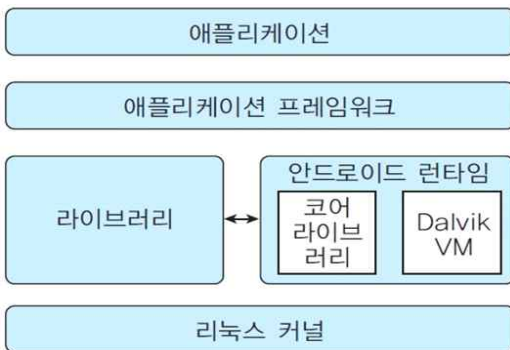 애플리케이션
애플리케이션 프레임워크
라이브러리
안드로이드 런타임
코어
라이브
러리
Dalvik
VM
리눅스 커널